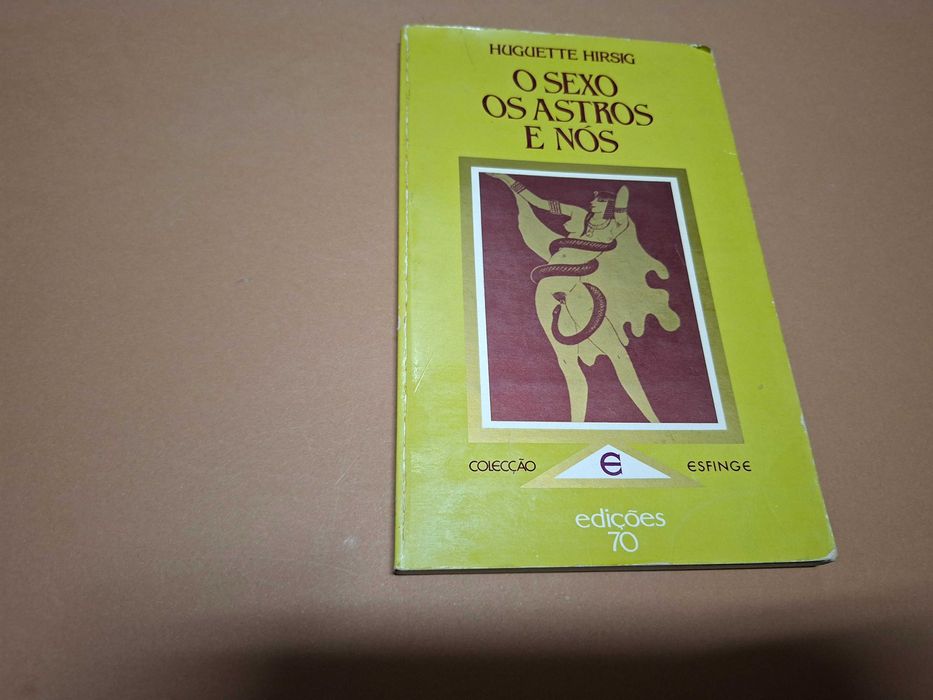 HUGUETTE HIRSIG
O SEXO
OS ASTROS
E NÓS
COLECÇÃO E ESFINGE
edições
70